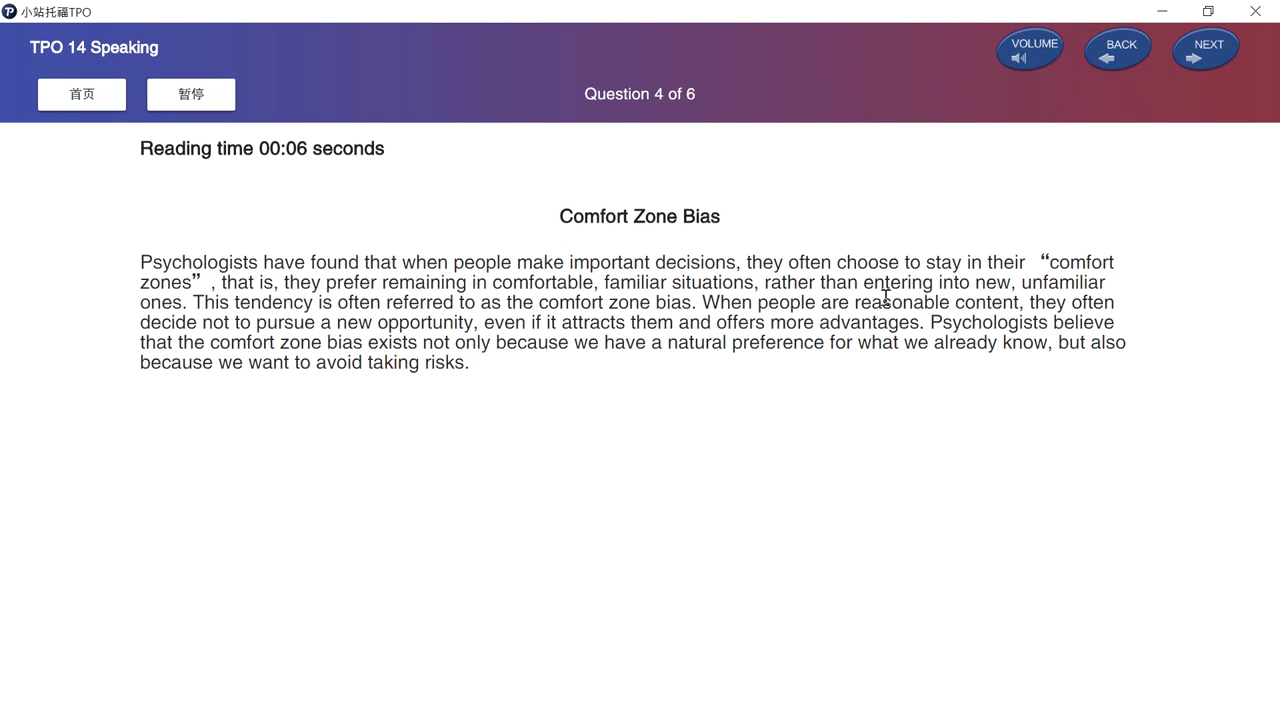 小站托福TPO
TPO 14 Speaking
VOLUME
BACK
NEXT
首页
暂停
Question 4 of 6
Reading time 00:06 seconds
Comfort Zone Bias
Psychologists have found that when people make important decisions, they often choose to stay in their “comfort
zones” , that is, they prefer remaining in comfortable, familiar situations, rather than entering into new, unfamiliar
ones. This tendency is often referred to as the comfort zone bias. When people are reasonable content, they often
decide not to pursue a new opportunity, even if it attracts them and offers more advantages. Psychologists believe
that the comfort zone bias exists not only because we have a natural preference for what we already know, but also
because we want to avoid taking risks.